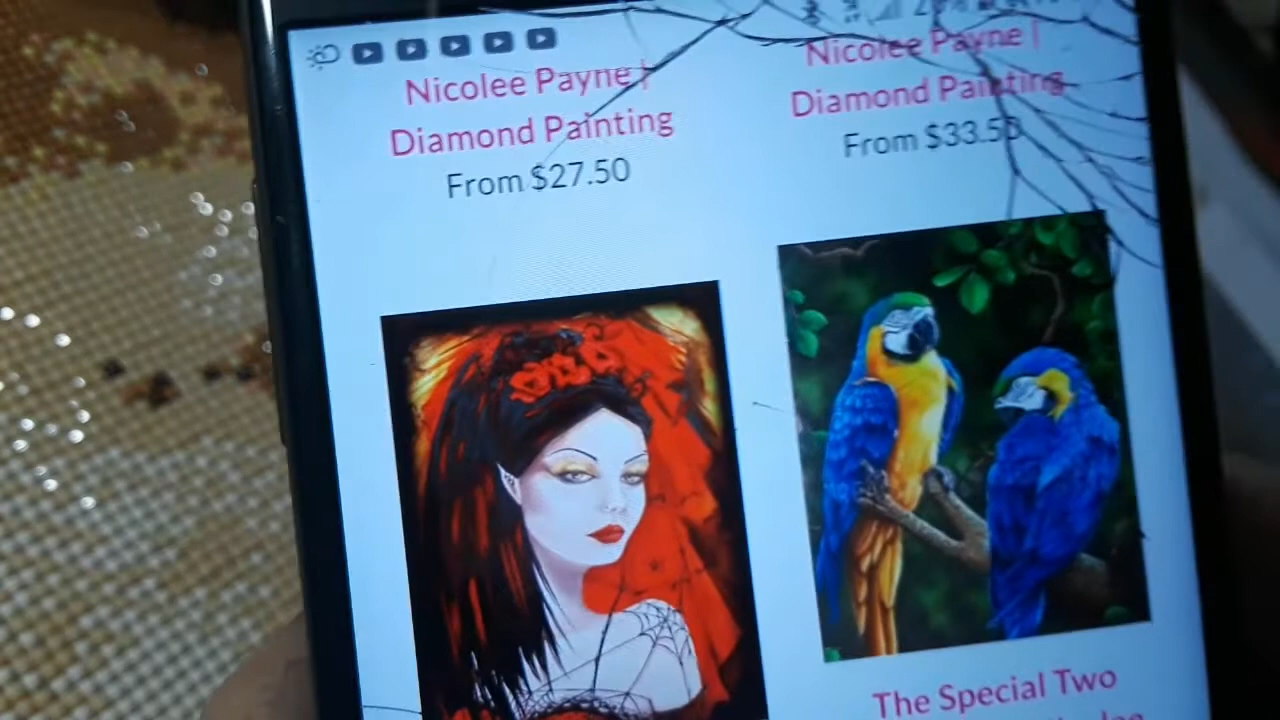 Nicolee Payne |
Diamond Painting
From $27.50
Nicolee Payne |
Diamond Painting
From $33.50
The Special Two